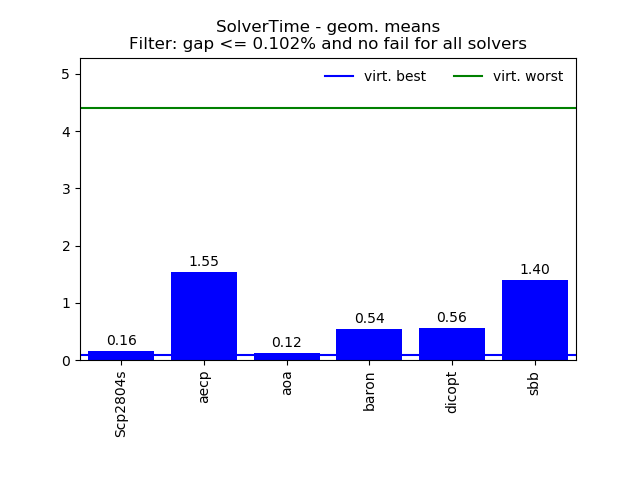 SolverTime - geom. means
Filter: gap <= 0.102% and no fail for all solvers
virt. best
virt. worst
5
4
3
2
1
0
0.16
1.55
0.12
0.54
0.56
1.40
Scp2804s
aecp
aoa
baron
dicopt
sbb